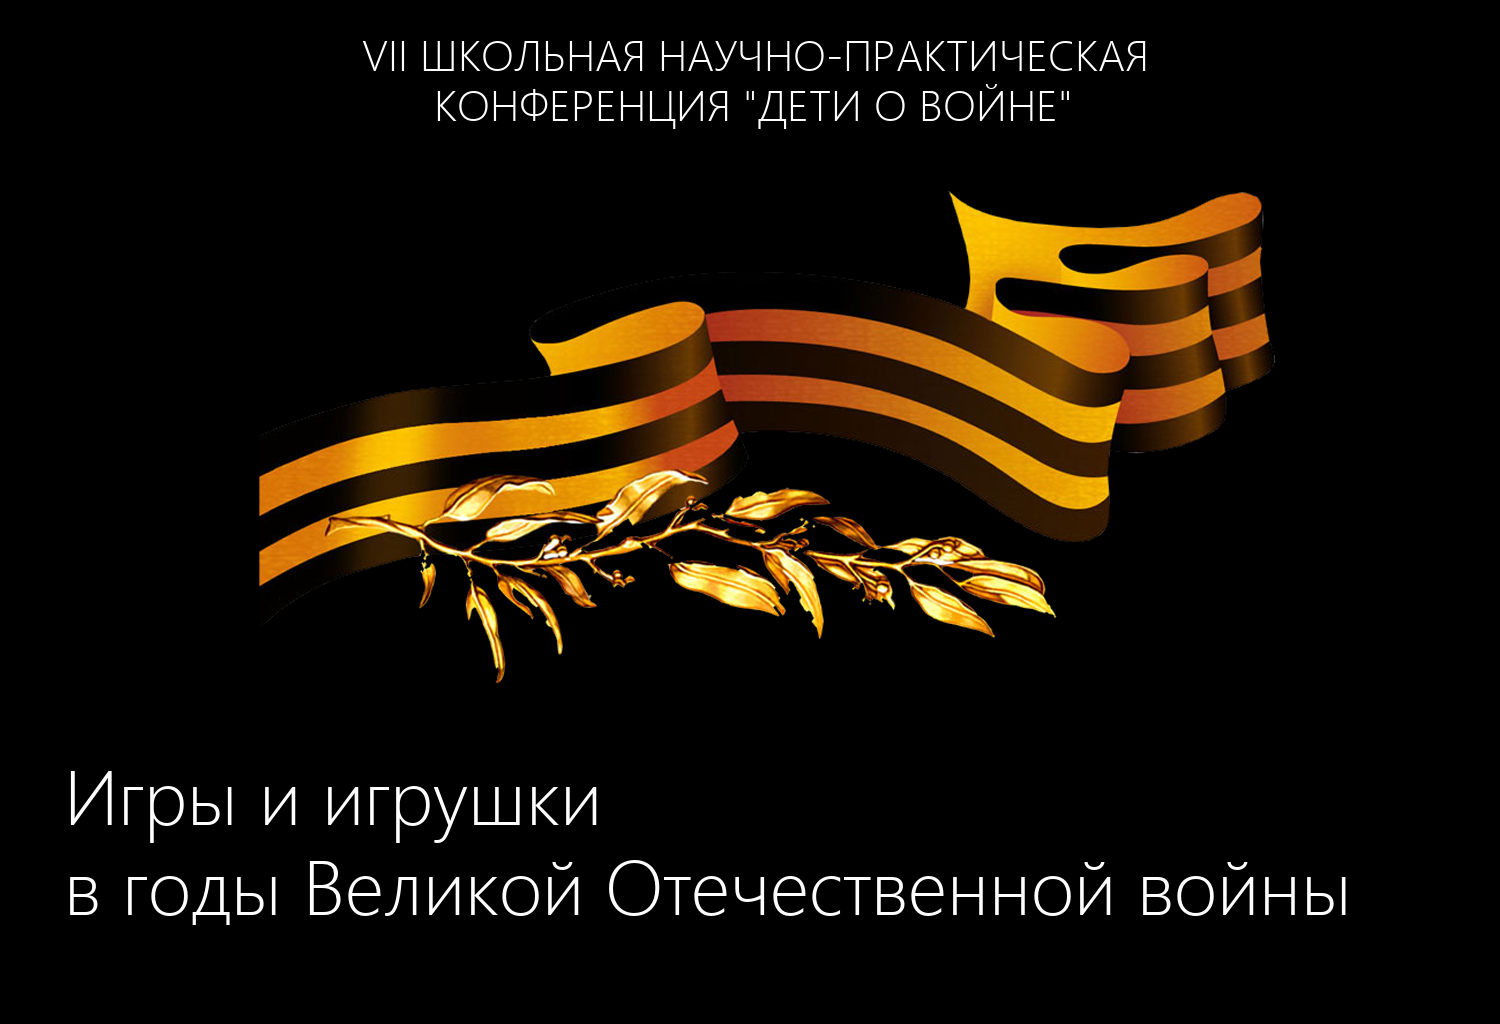 VII ШКОЛЬНАЯ НАУЧНО-ПРАКТИЧЕСКАЯ
КОНФЕРЕНЦИЯ "ДЕТИ О ВОЙНЕ"
Игры и игрушки
в годы Великой Отечественной войны